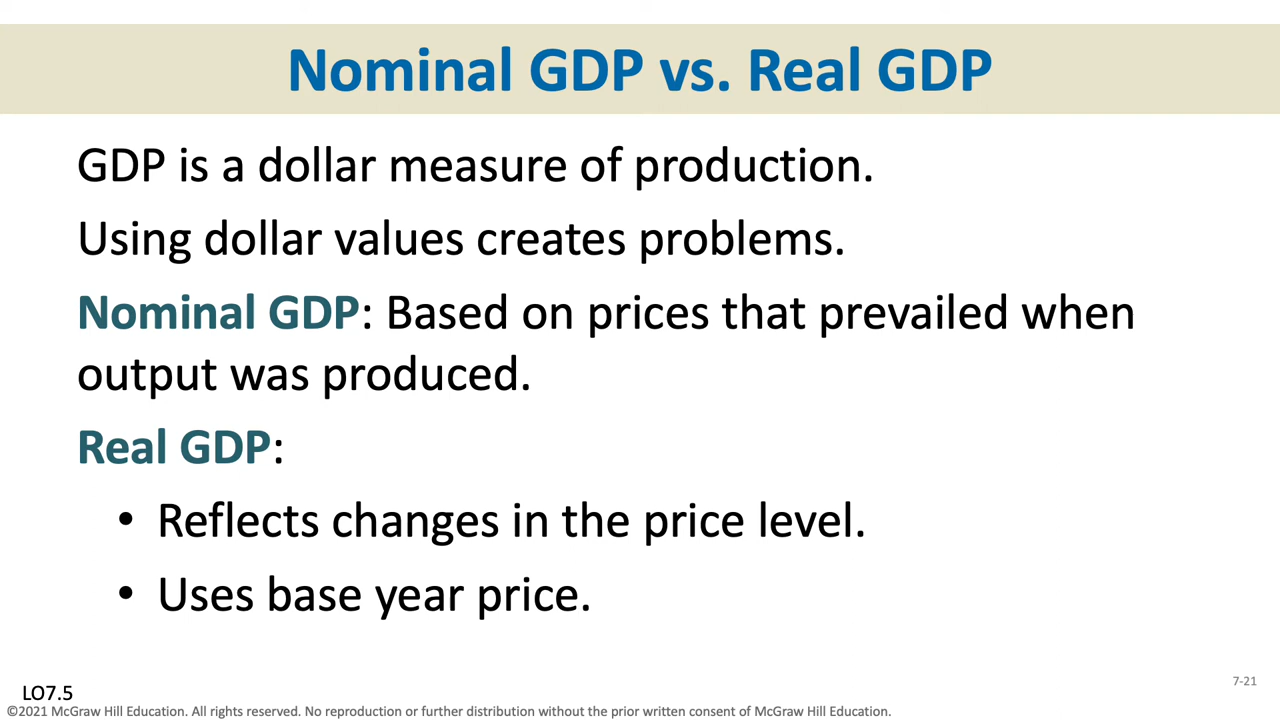 Nominal GDP vs. Real GDP
GDP is a dollar measure of production.
Using dollar values creates problems.
Nominal GDP: Based on prices that prevailed when
output was produced.
Real GDP:
• Reflects changes in the price level.
• Uses base year price.
LO7.5
7-21
©2021 McGraw Hill Education. All rights reserved. No reproduction or further distribution without the prior written consent of McGraw Hill Education.